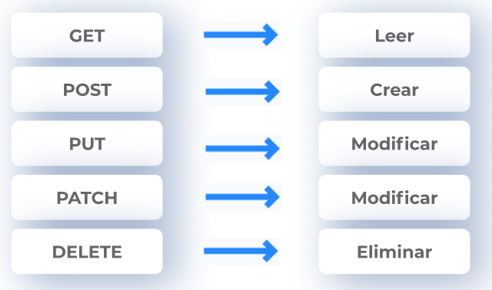 GET Leer
POST Crear
PUT Modificar
PATCH Modificar
DELETE Eliminar